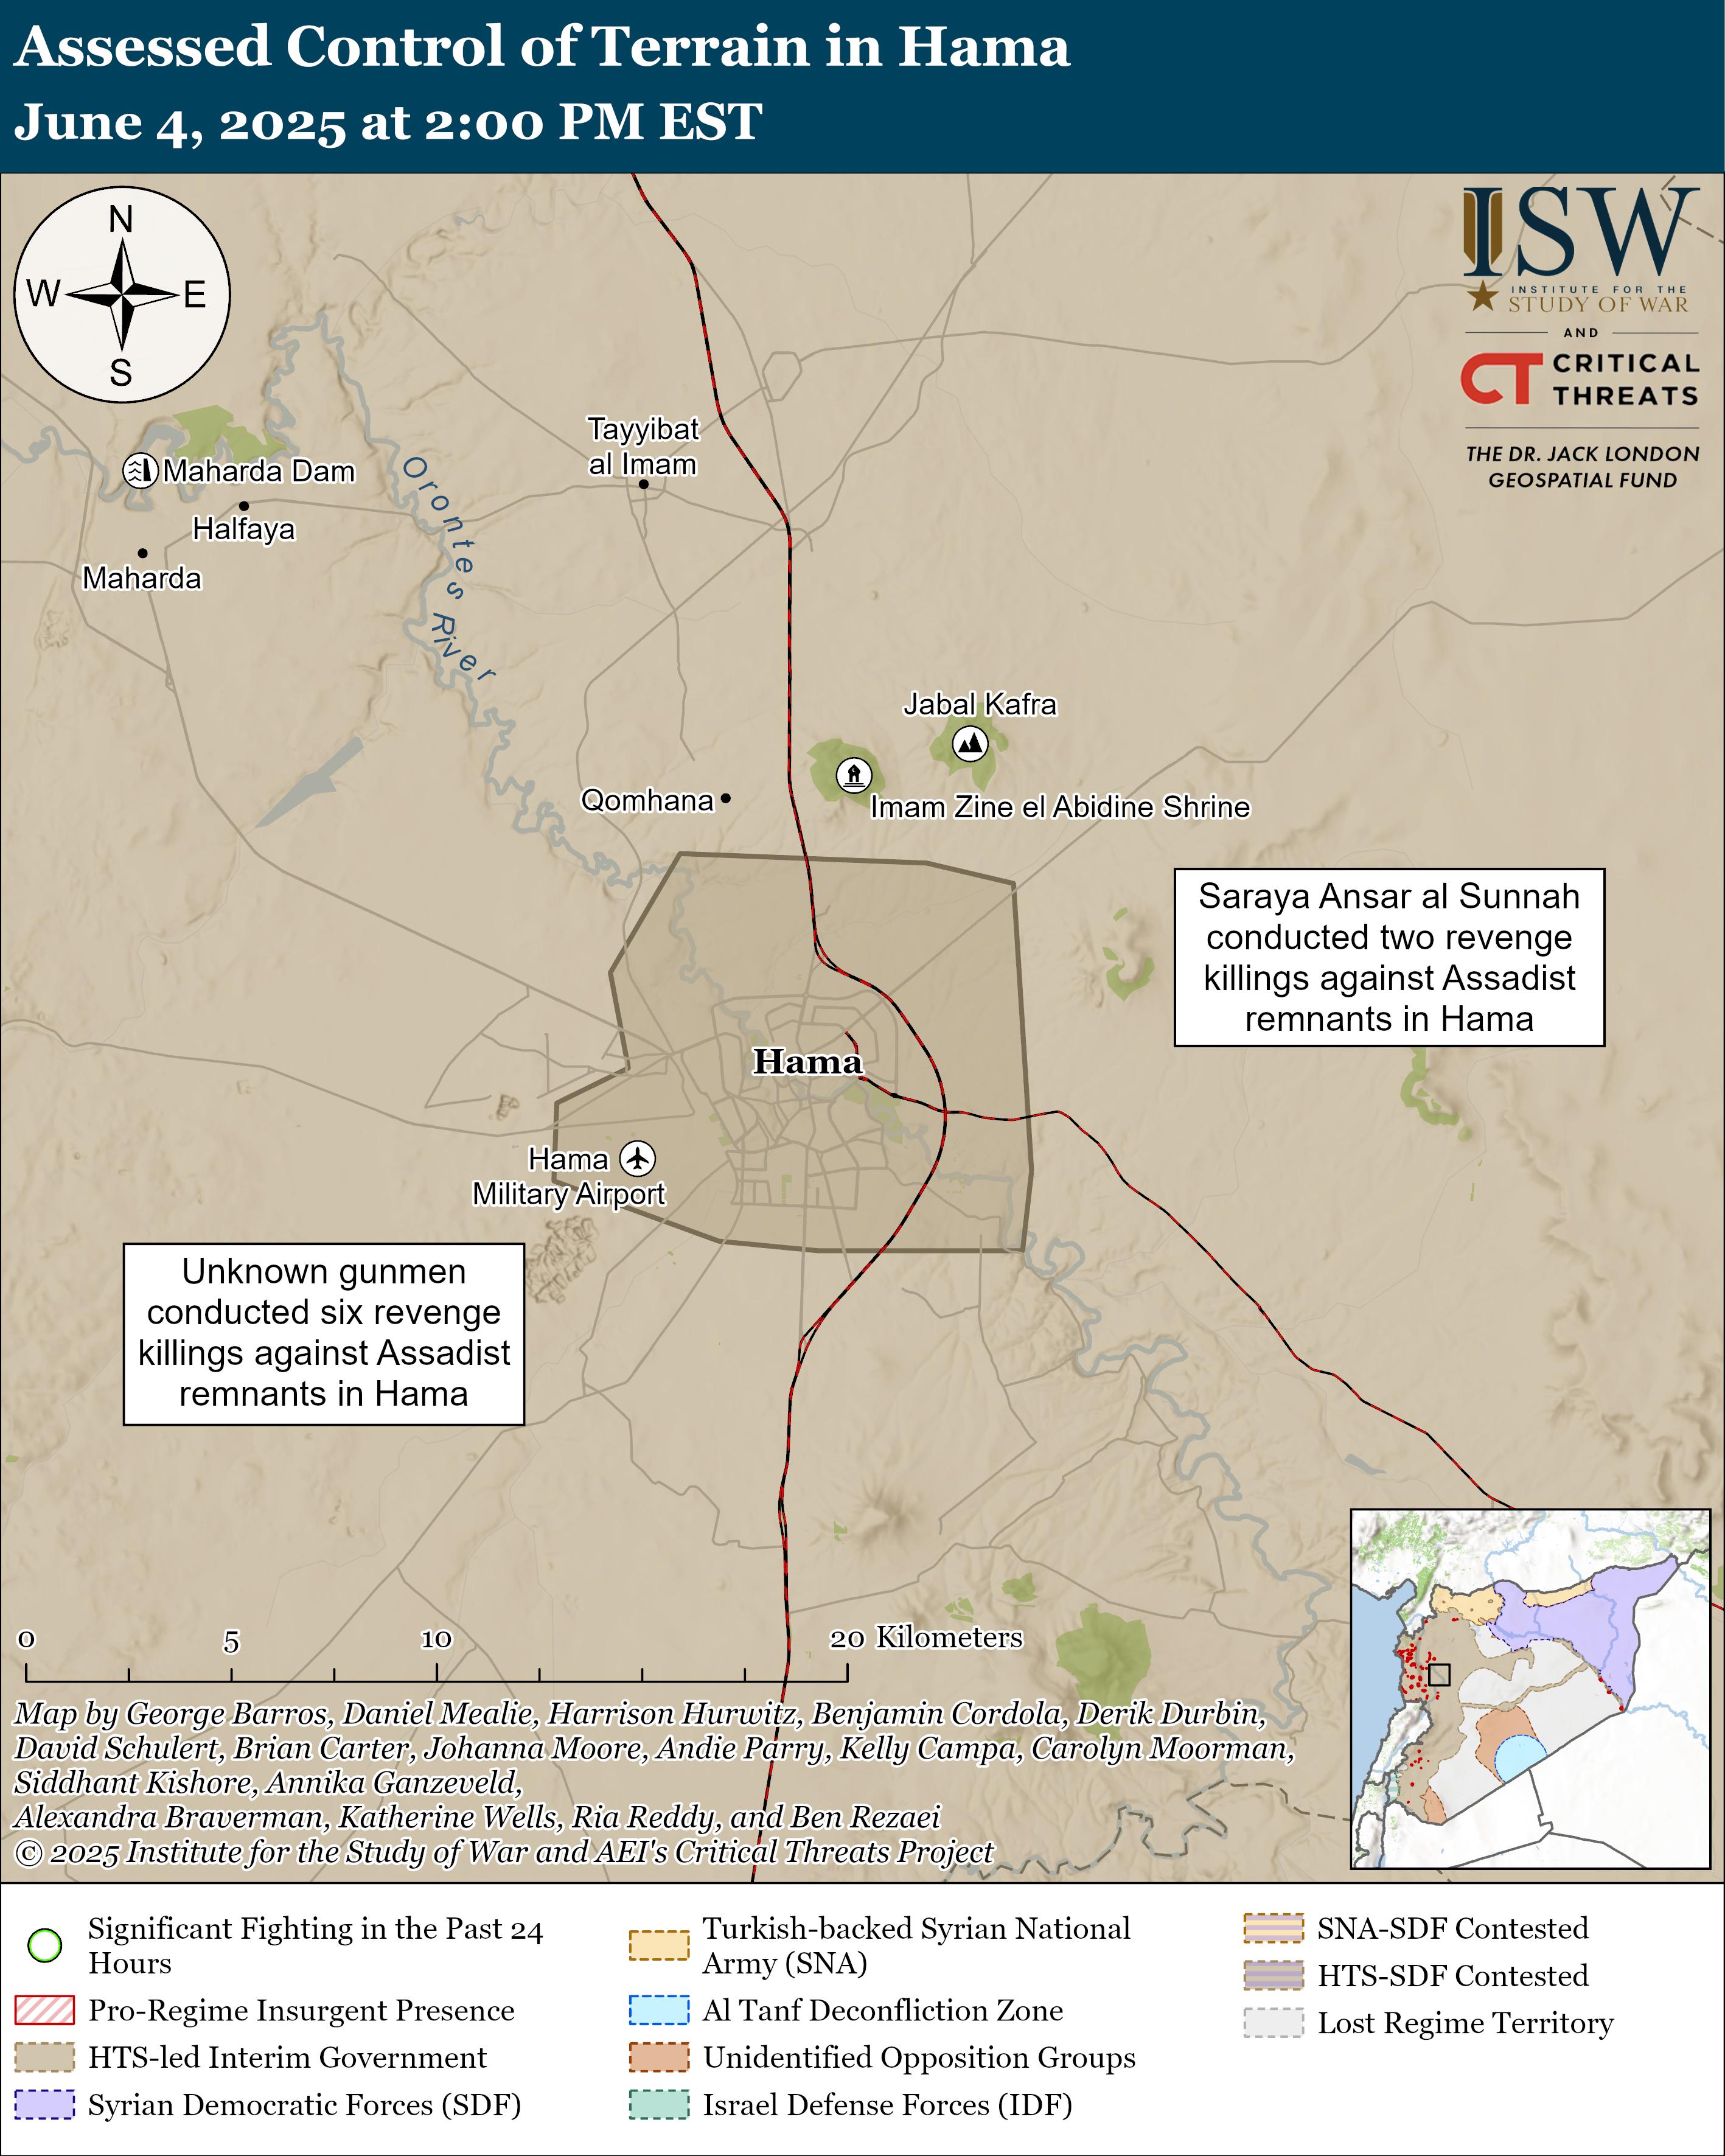 Assessed Control of Terrain in Hama
June 4, 2025 at 2:00 PM EST
N
W
E
S
ISW
INSTITUTE FOR THE
STUDY OF WAR
AND
CT CRITICAL
THREATS
THE DR. JACK LONDON
GEOSPATIAL FUND
Tayyibat
al Imam
Maharda Dam
Halfaya
Maharda
Orontes River
Jabal Kafra
Imam Zine el Abidine Shrine
Qomhana
Saraya Ansar al Sunnah
conducted two revenge
killings against Assadist
remnants in Hama
Hama
Hama
Military Airport
Unknown gunmen
conducted six revenge
killings against Assadist
remnants in Hama
0 5 10 20 Kilometers
Map by George Barros, Daniel Mealie, Harrison Hurwitz, Benjamin Cordola, Derik Durbin,
David Schulert, Brian Carter, Johanna Moore, Andie Parry, Kelly Campa, Carolyn Moorman,
Siddhant Kishore, Annika Ganzeveld,
Alexandra Braverman, Katherine Wells, Ria Reddy, and Ben Rezaei
© 2025 Institute for the Study of War and AEI's Critical Threats Project
Significant Fighting in the Past 24
Hours
Pro-Regime Insurgent Presence
HTS-led Interim Government
Syrian Democratic Forces (SDF)
Turkish-backed Syrian National
Army (SNA)
Al Tanf Deconfliction Zone
Unidentified Opposition Groups
Israel Defense Forces (IDF)
SNA-SDF Contested
HTS-SDF Contested
Lost Regime Territory